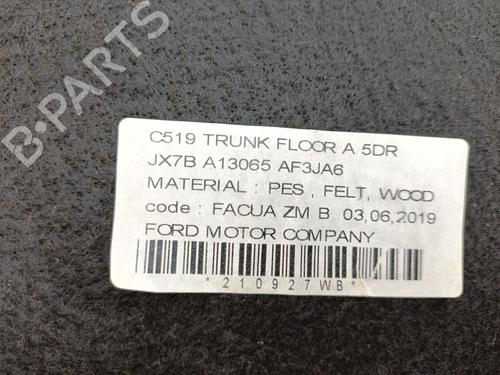 C519 TRUNK FLOOR A 5DR
JX7B A13065 AF3JA6
MATERIAL : PES , FELT, WOOD
code : FACUA ZM B 03,06,2019
FORD MOTOR COMPANY
*210927WB*
B-PARTS